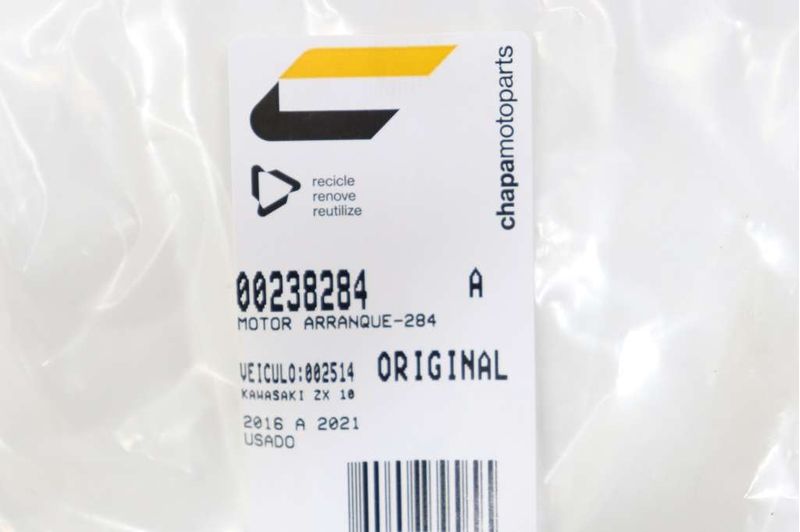 chapamotoparts
recicle
renove
reutilize
00238284 A
MOTOR ARRANQUE-284
VEICULO:002514 ORIGINAL
KAWASAKI ZX 10
2016 A 2021
USADO